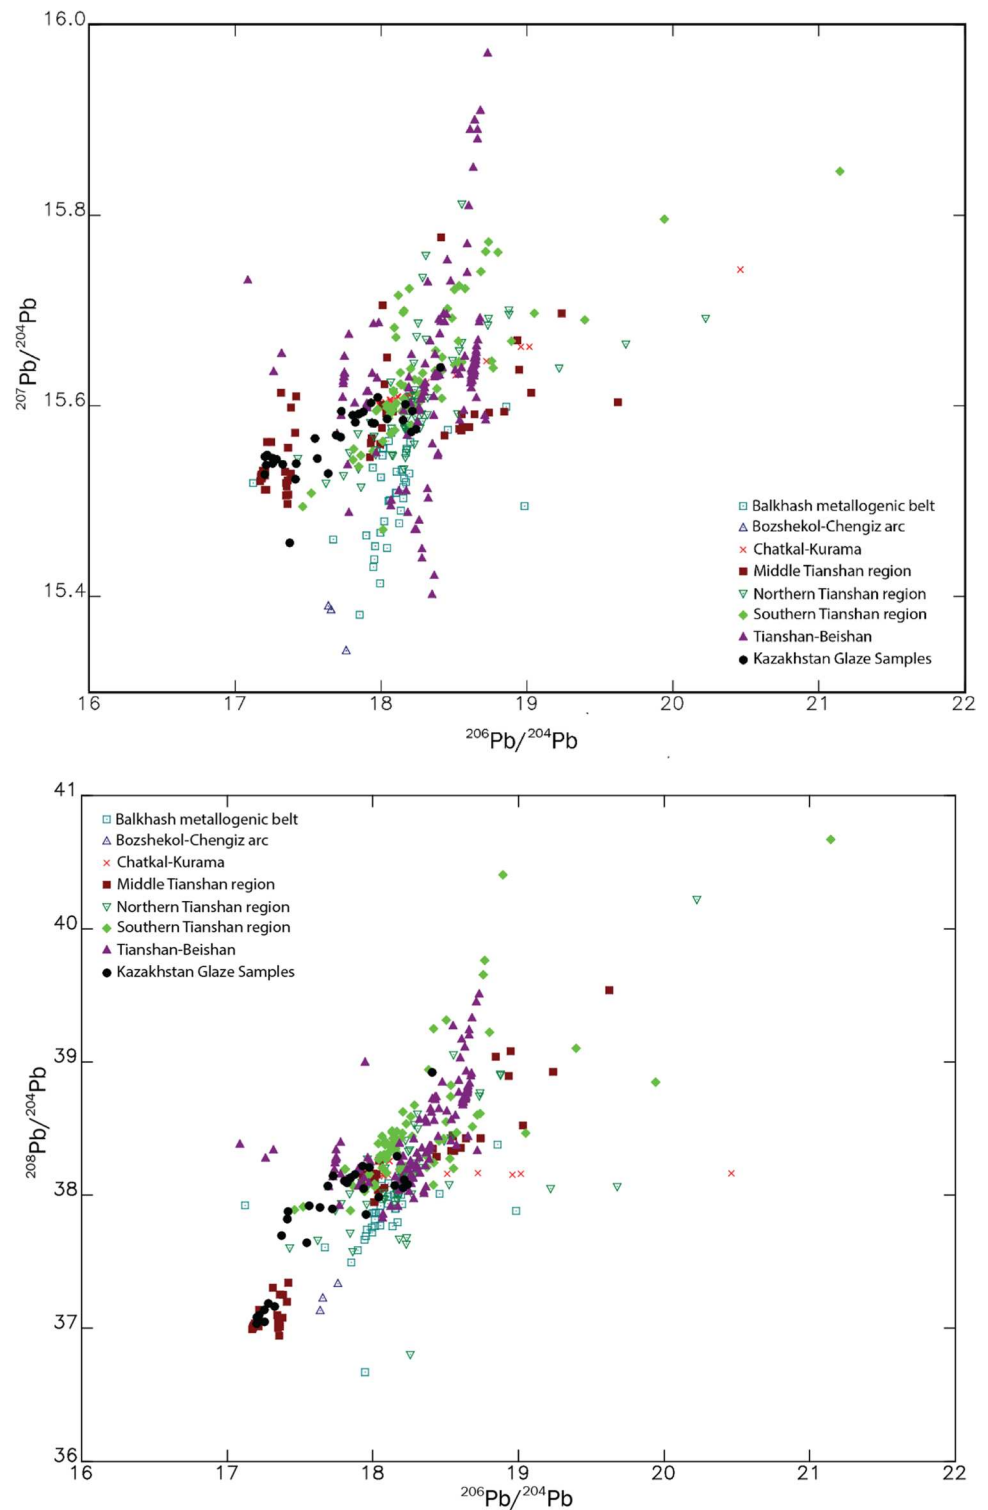 16.0
15.8
15.6
15.4
207Pb/204Pb
Balkhash metallogenic belt
Bozshekol-Chengiz arc
Chatkal-Kurama
Middle Tianshan region
Northern Tianshan region
Southern Tianshan region
Tianshan-Beishan
Kazakhstan Glaze Samples
16 17 18 19 20 21 22
206Pb/204Pb
41
40
39
38
37
36
208Pb/204Pb
Balkhash metallogenic belt
Bozshekol-Chengiz arc
Chatkal-Kurama
Middle Tianshan region
Northern Tianshan region
Southern Tianshan region
Tianshan-Beishan
Kazakhstan Glaze Samples
16 17 18 19 20 21 22
206Pb/204Pb